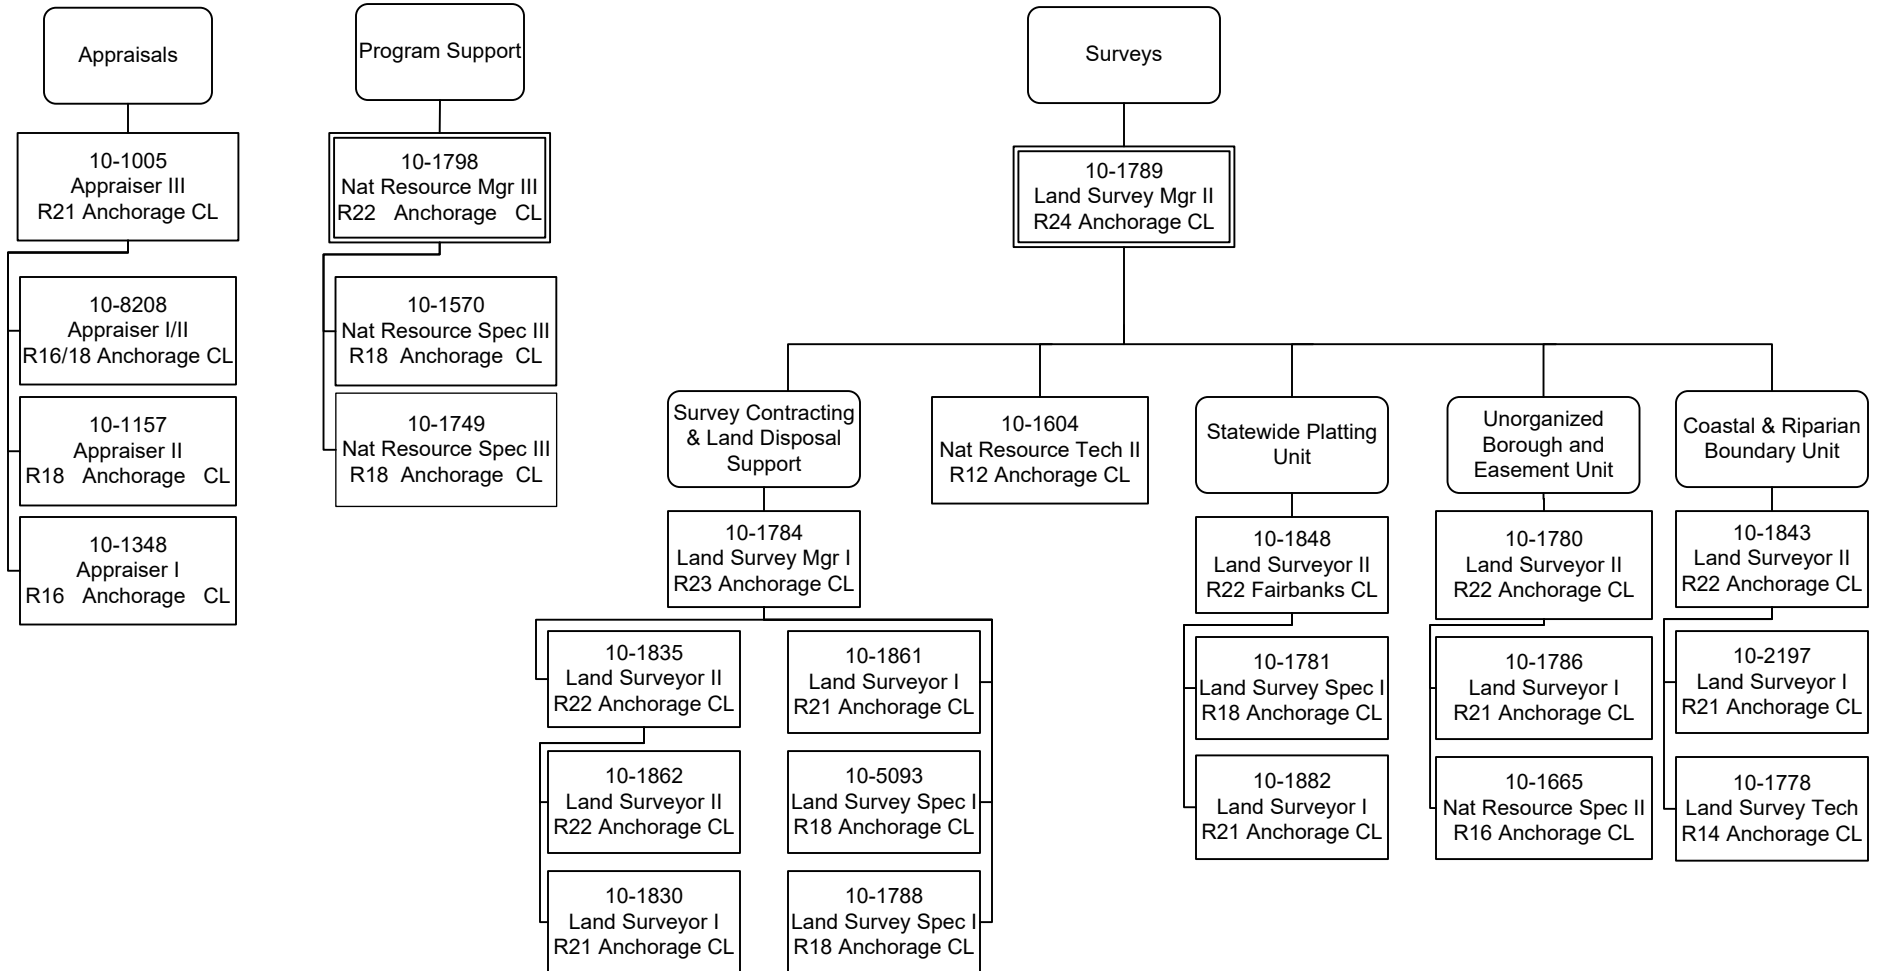 Appraisals
10-1005
Appraiser III
R21 Anchorage CL
10-8208
Appraiser I/II
R16/18 Anchorage CL
10-1157
Appraiser II
R18 Anchorage CL
10-1348
Appraiser I
R16 Anchorage CL
Program Support
10-1798
Nat Resource Mgr III
R22 Anchorage CL
10-1570
Nat Resource Spec III
R18 Anchorage CL
10-1749
Nat Resource Spec III
R18 Anchorage CL
Surveys
10-1789
Land Survey Mgr II
R24 Anchorage CL
Survey Contracting
& Land Disposal
Support
10-1784
Land Survey Mgr I
R23 Anchorage CL
10-1835
Land Surveyor II
R22 Anchorage CL
10-1862
Land Surveyor II
R22 Anchorage CL
10-1830
Land Surveyor I
R21 Anchorage CL
10-1861
Land Surveyor I
R21 Anchorage CL
10-5093
Land Survey Spec I
R18 Anchorage CL
10-1788
Land Survey Spec I
R18 Anchorage CL
10-1604
Nat Resource Tech II
R12 Anchorage CL
Statewide Platting
Unit
10-1848
Land Surveyor II
R22 Fairbanks CL
10-1781
Land Survey Spec I
R18 Anchorage CL
10-1882
Land Surveyor I
R21 Anchorage CL
Unorganized
Borough and
Easement Unit
10-1780
Land Surveyor II
R22 Anchorage CL
10-1786
Land Surveyor I
R21 Anchorage CL
10-1665
Nat Resource Spec II
R16 Anchorage CL
Coastal & Riparian
Boundary Unit
10-1843
Land Surveyor II
R22 Anchorage CL
10-2197
Land Surveyor I
R21 Anchorage CL
10-1778
Land Survey Tech
R14 Anchorage CL